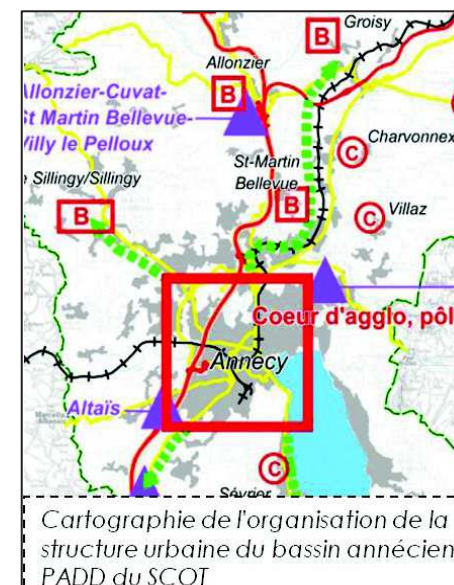 Groisy
B
Allonzier
B
Allonzier-Cuvat-
St Martin Bellevue-
Villy le Pelloux
C
Charvonnex
St-Martin
Bellevue
B
e Sillingy/Sillingy
B
C
Villaz
Coeur d'agglo, pôl
Annecy
Altaïs
C
Sévrier
Cartographie de l'organisation de la
structure urbaine du bassin annécien
PADD du SCOT